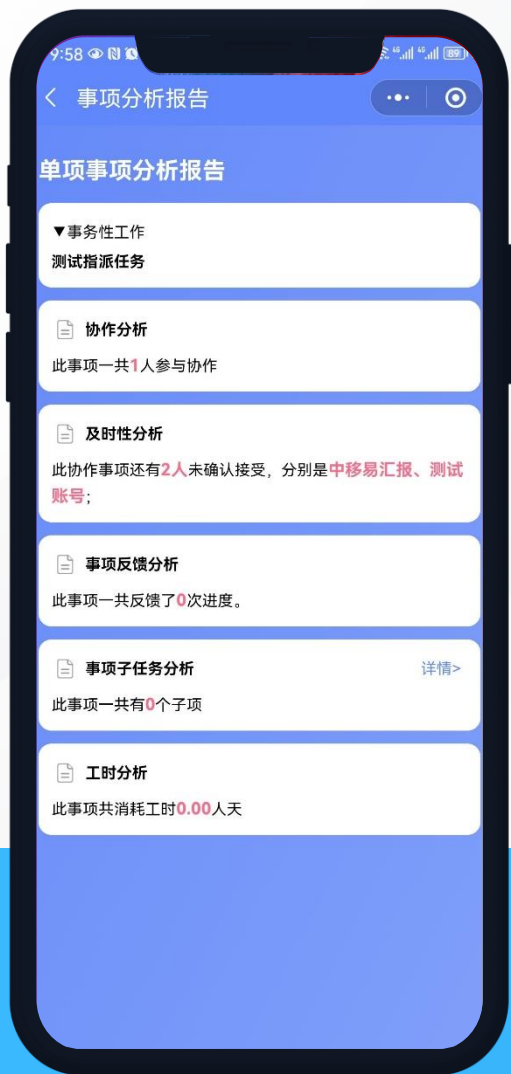 9:58
事项分析报告
单项事项分析报告
▼事务性工作
测试指派任务
协作分析
此事项一共1人参与协作
及时性分析
此协作事项还有2人未确认接受，分别是中移易汇报、测试
账号;
事项反馈分析
此事项一共反馈了0次进度。
事项子任务分析 详情>
此事项一共有0个子项
工时分析
此事项共消耗工时0.00人天